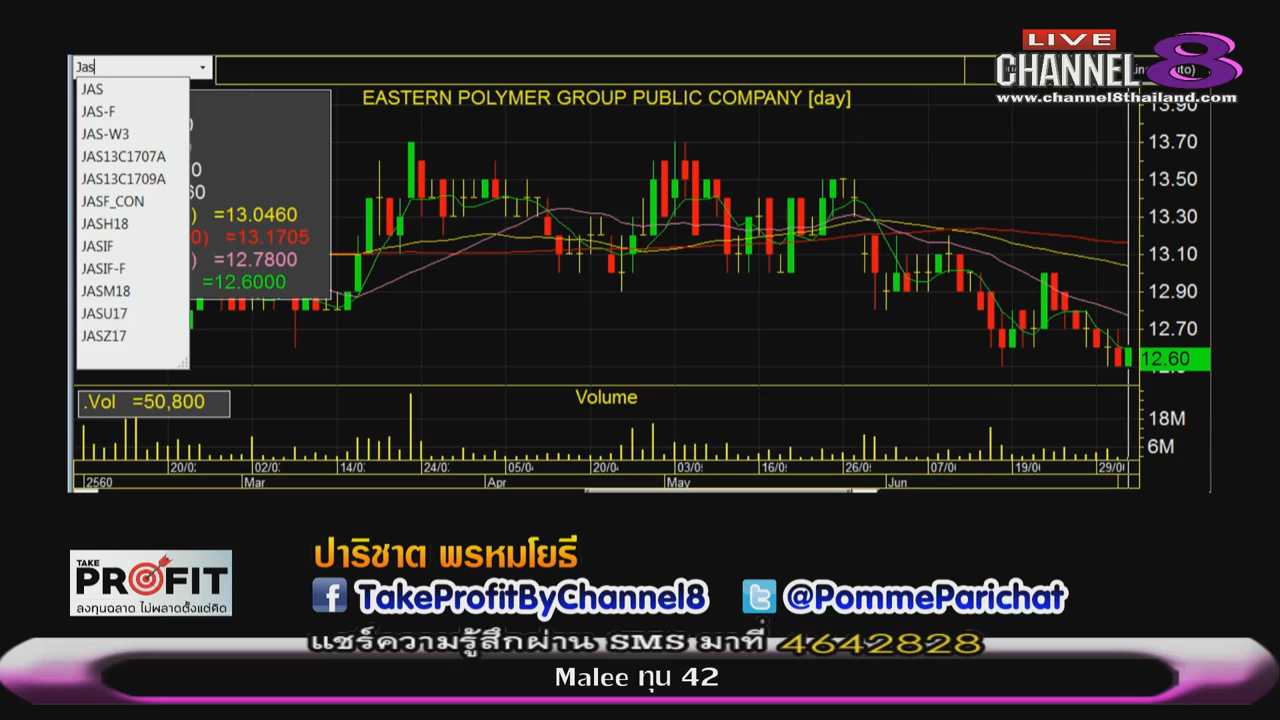 LIVE
CHANNEL 8
www.channel8thailand.com
Jas
JAS
JAS-F
JAS-W3
JAS13C1707A
JAS13C1709A
JASF_CON
JASH18
JASIF
JASIF-F
JASM18
JASU17
JASZ17
EASTERN POLYMER GROUP PUBLIC COMPANY [day]
=13.0460
=13.1705
=12.7800
=12.6000
13.90
13.70
13.50
13.30
13.10
12.90
12.70
12.60
.Vol =50,800
Volume
18M
6M
20/0 02/0 14/0 24/0 05/0 20/0 03/0 16/0 26/0 07/0 19/0 29/0
2560 Mar Apr May Jun
TAKE
PROFIT
ลงทุนฉลาด ไม่พลาดตั้งแต่คิด
ปาริชาต พรหมโยธี
TakeProfitByChannel8 @PommeParichat
แชร์ความรู้สึกผ่าน SMS มาที่ 4642828
Malee ทุน 42